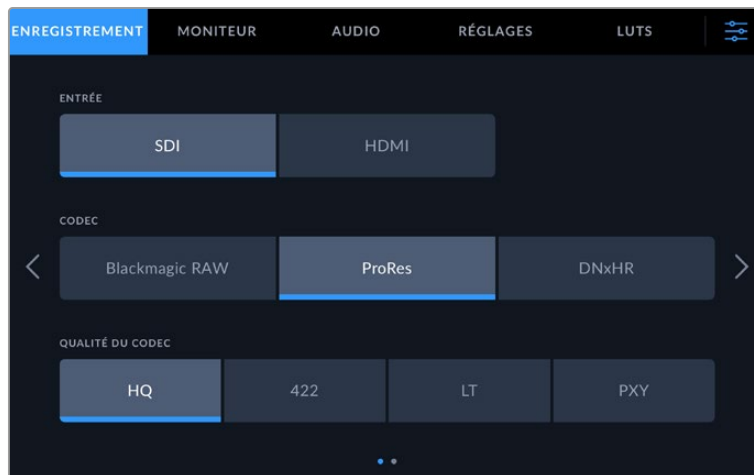 ENREGISTREMENT MONITEUR AUDIO RÉGLAGES LUTS
ENTRÉE
SDI HDMI
CODEC
Blackmagic RAW ProRes DNxHR
QUALITÉ DU CODEC
HQ 422 LT PXY